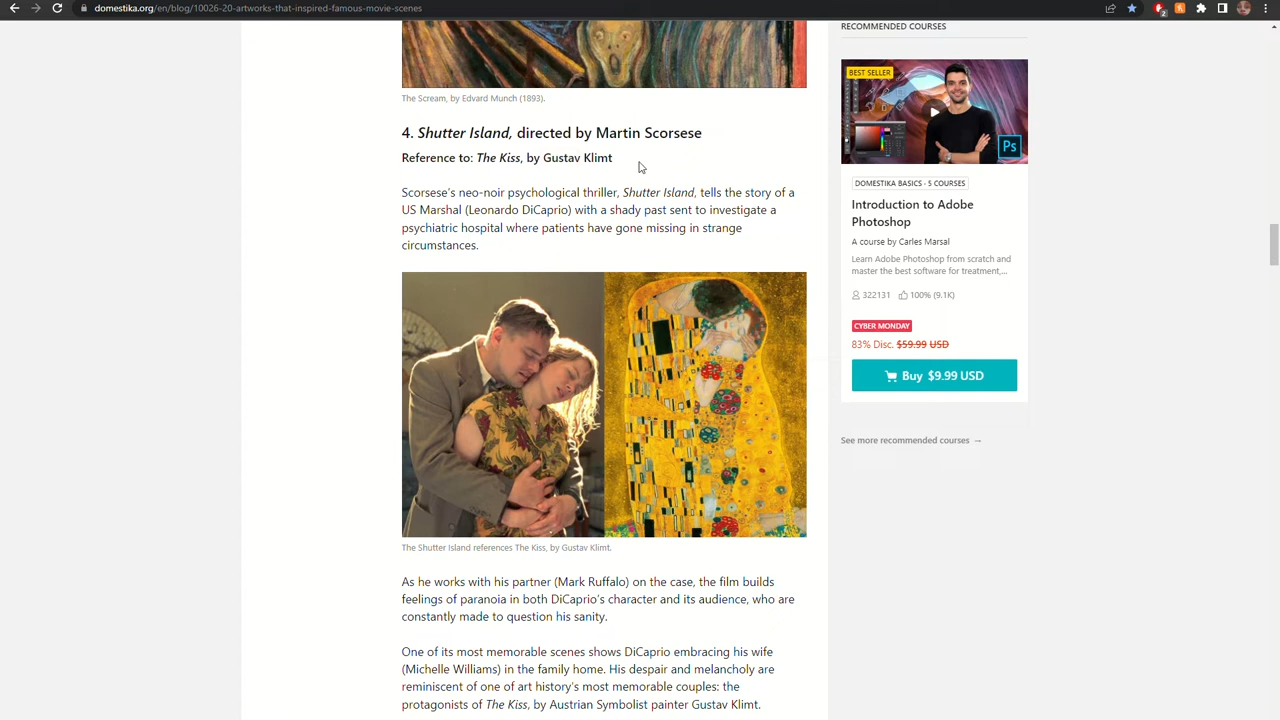 domestika.org/en/blog/10026-20-artworks-that-inspired-famous-movie-scenes
2
RECOMMENDED COURSES
The Scream, by Edvard Munch (1893).
4. Shutter Island, directed by Martin Scorsese
Reference to: The Kiss, by Gustav Klimt
Scorsese's neo-noir psychological thriller, Shutter Island, tells the story of a
US Marshal (Leonardo DiCaprio) with a shady past sent to investigate a
psychiatric hospital where patients have gone missing in strange
circumstances.
The Shutter Island references The Kiss, by Gustav Klimt.
As he works with his partner (Mark Ruffalo) on the case, the film builds
feelings of paranoia in both DiCaprio's character and its audience, who are
constantly made to question his sanity.
One of its most memorable scenes shows DiCaprio embracing his wife
(Michelle Williams) in the family home. His despair and melancholy are
reminiscent of one of art history's most memorable couples: the
protagonists of The Kiss, by Austrian Symbolist painter Gustav Klimt.
BEST SELLER
Ps
DOMESTIKA BASICS · 5 COURSES
Introduction to Adobe
Photoshop
A course by Carles Marsal
Learn Adobe Photoshop from scratch and
master the best software for treatment,...
322131 100% (9.1K)
CYBER MONDAY
83% Disc. $59.99 USD
Buy $9.99 USD
See more recommended courses →